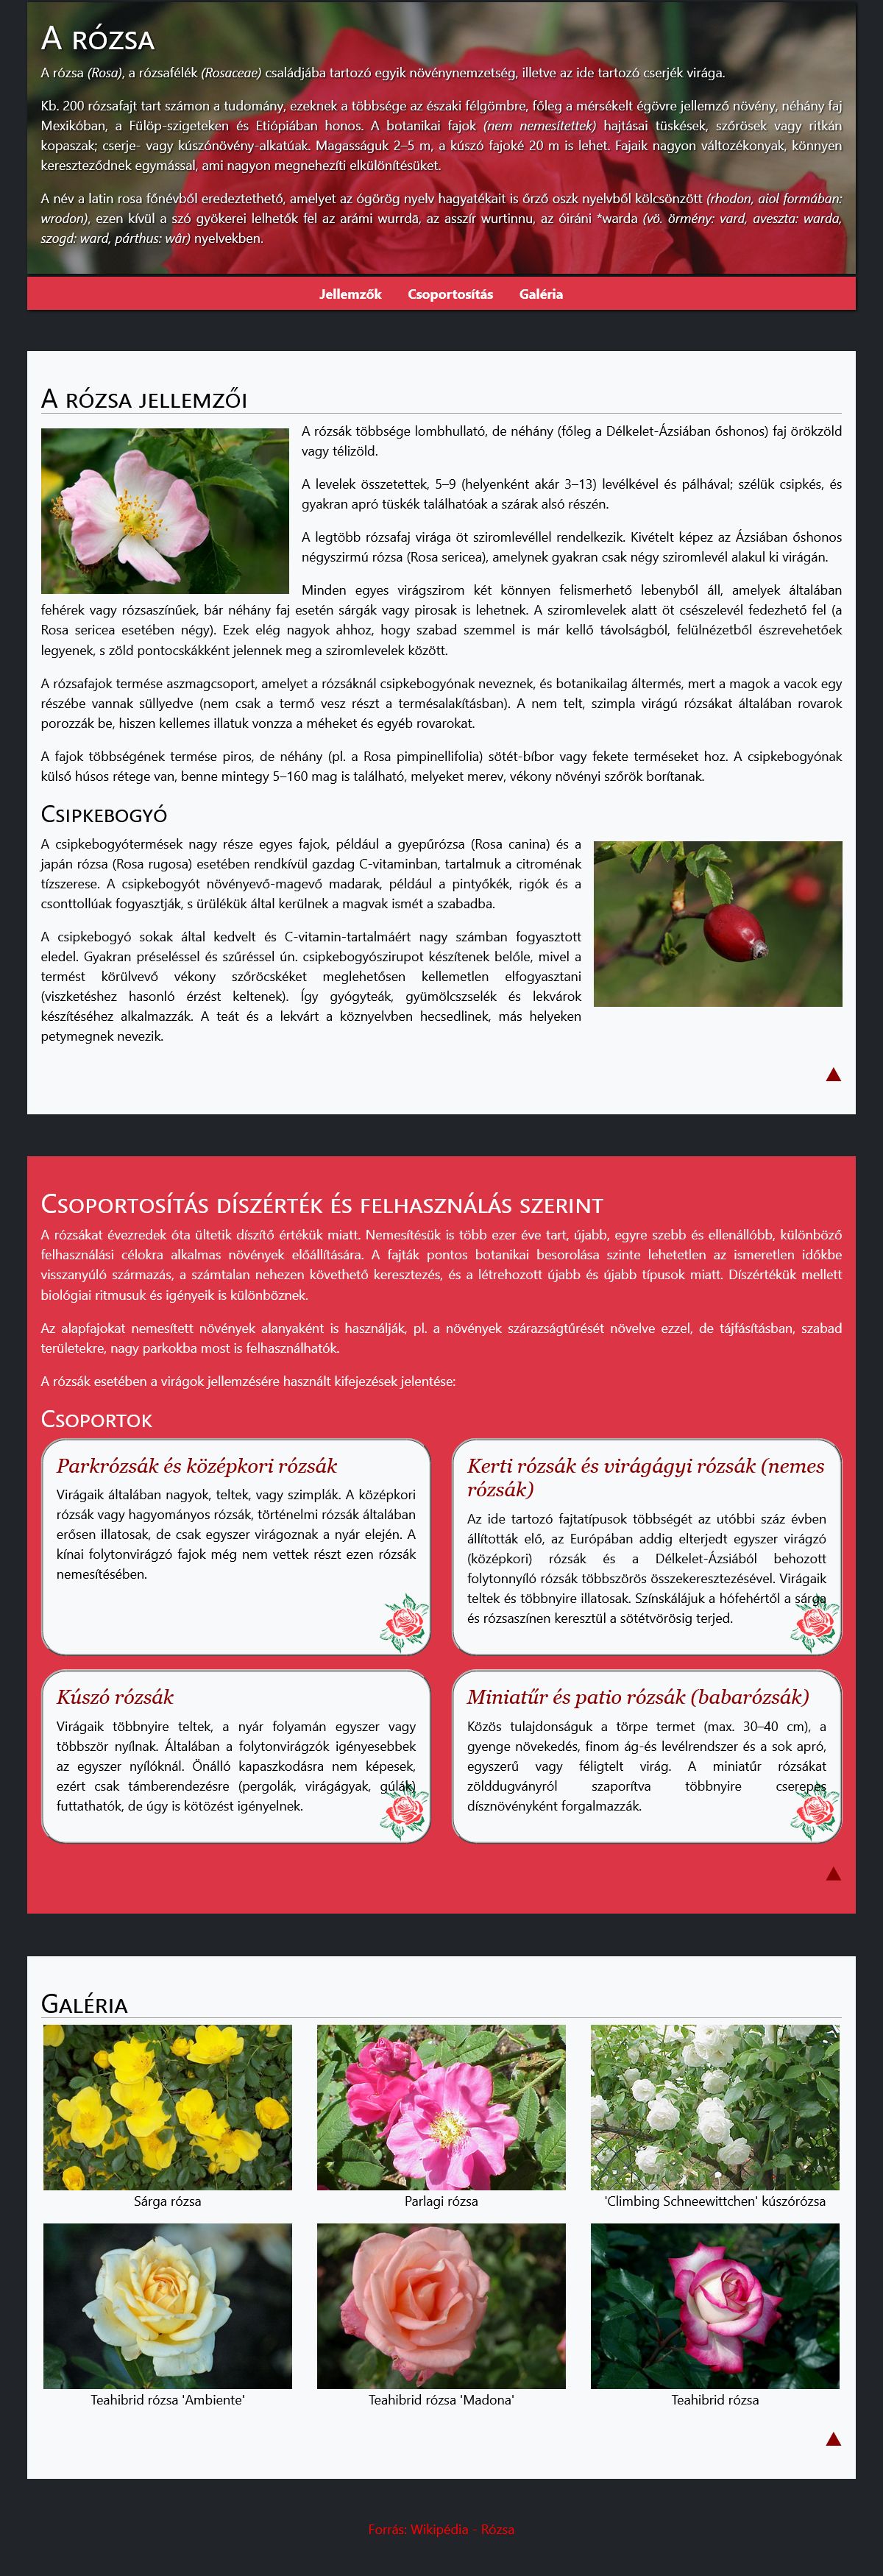 A rózsa
A rózsa (Rosa), a rózsafélék (Rosaceae) családjába tartozó egyik növénynemzetség, illetve az ide tartozó cserjék virága.
Kb. 200 rózsafajt tart számon a tudomány, ezeknek a többsége az északi félgömbre, főleg a mérsékelt égövre jellemző növény, néhány faj
Mexikóban, a Fülöp-szigeteken és Etiópiában honos. A botanikai fajok (nem nemesítettek) hajtásai tüskések, szőrösek vagy ritkán
kopaszak; cserje- vagy kúszónövény-alkatúak. Magasságuk 2–5 m, a kúszó fajoké 20 m is lehet. Fajaik nagyon változékonyak, könnyen
kereszteződnek egymással, ami nagyon megnehezíti elkülönítésüket.
A név a latin rosa főnévből eredeztethető, amelyet az ógörög nyelv hagyatékait is őrző oszk nyelvből kölcsönzött (rhodon, aiol formában:
wrodon), ezen kívül a szó gyökerei lelhetők fel az arámi wurrdā, az asszír wurtinnu, az óiráni *warda (vö. örmény: vard, aveszta: warda,
szogd: ward, párthus: wâr) nyelvekben.
Jellemzők Csoportosítás Galéria
A rózsa jellemzői
A rózsák többsége lombhullató, de néhány (főleg a Délkelet-Ázsiában őshonos) faj örökzöld
vagy télizöld.
A levelek összetettek, 5–9 (helyenként akár 3–13) levélkével és pálhával; szélük csipkés, és
gyakran apró tüskék találhatóak a szárak alsó részén.
A legtöbb rózsafaj virága öt sziromlevéllel rendelkezik. Kivételt képez az Ázsiában őshonos
négyszirmú rózsa (Rosa sericea), amelynek gyakran csak négy sziromlevél alakul ki virágán.
Minden egyes virágszirom két könnyen felismerhető lebenyből áll, amelyek általában
fehérek vagy rózsaszínűek, bár néhány faj esetén sárgák vagy pirosak is lehetnek. A sziromlevelek alatt öt csészelevél fedezhető fel (a
Rosa sericea esetében négy). Ezek elég nagyok ahhoz, hogy szabad szemmel is már kellő távolságból, felülnézetből észrevehetőek
legyenek, s zöld pontocskákként jelennek meg a sziromlevelek között.
A rózsafajok termése aszmagcsoport, amelyet a rózsáknál csipkebogyónak neveznek, és botanikailag áltermés, mert a magok a vacok egy
részébe vannak süllyedve (nem csak a termő vesz részt a termésalakításban). A nem telt, szimpla virágú rózsákat általában rovarok
porozzák be, hiszen kellemes illatuk vonzza a méheket és egyéb rovarokat.
A fajok többségének termése piros, de néhány (pl. a Rosa pimpinellifolia) sötét-bíbor vagy fekete terméseket hoz. A csipkebogyónak
külső húsos rétege van, benne mintegy 5–160 mag is található, melyeket merev, vékony növényi szőrök borítanak.
Csipkebogyó
A csipkebogyótermések nagy része egyes fajok, például a gyepűrózsa (Rosa canina) és a
japán rózsa (Rosa rugosa) esetében rendkívül gazdag C-vitaminban, tartalmuk a citroménak
tízszerese. A csipkebogyót növényevő-magevő madarak, például a pintyőkék, rigók és a
csonttollúak fogyasztják, s ürülékük által kerülnek a magvak ismét a szabadba.
A csipkebogyó sokak által kedvelt és C-vitamin-tartalmáért nagy számban fogyasztott
eledel. Gyakran préseléssel és szűréssel ún. csipkebogyószirupot készítenek belőle, mivel a
termést körülvevő vékony szőröcskéket meglehetősen kellemetlen elfogyasztani
(viszketéshez hasonló érzést keltenek). Így gyógyteák, gyümölcszselék és lekvárok
készítéséhez alkalmazzák. A teát és a lekvárt a köznyelvben hecsedlinek, más helyeken
petymegnek nevezik.
Csoportosítás díszérték és felhasználás szerint
A rózsákat évezredek óta ültetik díszítő értékük miatt. Nemesítésük is több ezer éve tart, újabb, egyre szebb és ellenállóbb, különböző
felhasználási célokra alkalmas növények előállítására. A fajták pontos botanikai besorolása szinte lehetetlen az ismeretlen időkbe
visszanyúló származás, a számtalan nehezen követhető keresztezés, és a létrehozott újabb és újabb típusok miatt. Díszértékük mellett
biológiai ritmusuk és igényeik is különböznek.
Az alapfajokat nemesített növények alanyaként is használják, pl. a növények szárazságtűrését növelve ezzel, de tájfásításban, szabad
területekre, nagy parkokba most is felhasználhatók.
A rózsák esetében a virágok jellemzésére használt kifejezések jelentése:
Csoportok
Parkrózsák és középkori rózsák
Virágaik általában nagyok, teltek, vagy szimplák. A középkori
rózsák vagy hagyományos rózsák, történelmi rózsák általában
erősen illatosak, de csak egyszer virágoznak a nyár elején. A
kínai folytonvirágzó fajok még nem vettek részt ezen rózsák
nemesítésében.
Kerti rózsák és virágágyi rózsák (nemes
rózsák)
Az ide tartozó fajtatípusok többségét az utóbbi száz évben
állították elő, az Európában addig elterjedt egyszer virágzó
(középkori) rózsák és a Délkelet-Ázsiából behozott
folytonnyíló rózsák többszörös összekeresztezésével. Virágaik
teltek és többnyire illatosak. Színskálájuk a hófehértől a sárga
és rózsaszínen keresztül a sötétvörösig terjed.
Kúszó rózsák
Virágaik többnyire teltek, a nyár folyamán egyszer vagy
többször nyílnak. Általában a folytonvirágzók igényesebbek
az egyszer nyílóknál. Önálló kapaszkodásra nem képesek,
ezért csak támberendezésre (pergolák, virágágyak, gúlák)
futtathatók, de úgy is kötözést igényelnek.
Miniatűr és patio rózsák (babarózsák)
Közös tulajdonságuk a törpe termet (max. 30–40 cm), a
gyenge növekedés, finom ág-és levélrendszer és a sok apró,
egyszerű vagy féligtelt virág. A miniatűr rózsákat
zölddugványról szaporítva többnyire cserepes
dísznövényként forgalmazzák.
Galéria
Sárga rózsa
Parlagi rózsa
'Climbing Schneewittchen' kúszórózsa
Teahibrid rózsa 'Ambiente'
Teahibrid rózsa 'Madona'
Teahibrid rózsa
Forrás: Wikipédia - Rózsa